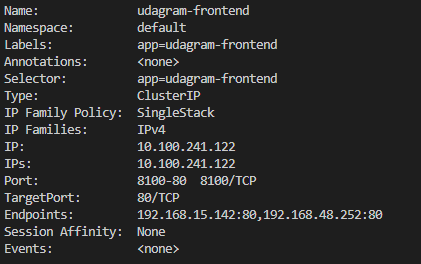 Name: udagram-frontend
Namespace: default
Labels: app=udagram-frontend
Annotations: <none>
Selector: app=udagram-frontend
Type: ClusterIP
IP Family Policy: SingleStack
IP Families: IPv4
IP: 10.100.241.122
IPs: 10.100.241.122
Port: 8100-80 8100/TCP
TargetPort: 80/TCP
Endpoints: 192.168.15.142:80,192.168.48.252:80
Session Affinity: None
Events: <none>